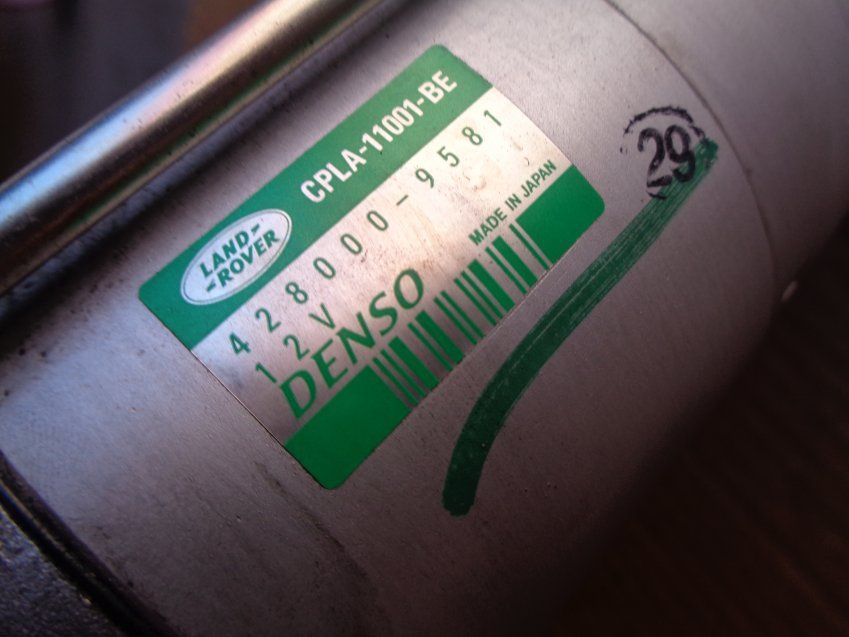 CPLA-11001-BE
LAND-
-ROVER
428000-9581
12V
MADE IN JAPAN
DENSO
29